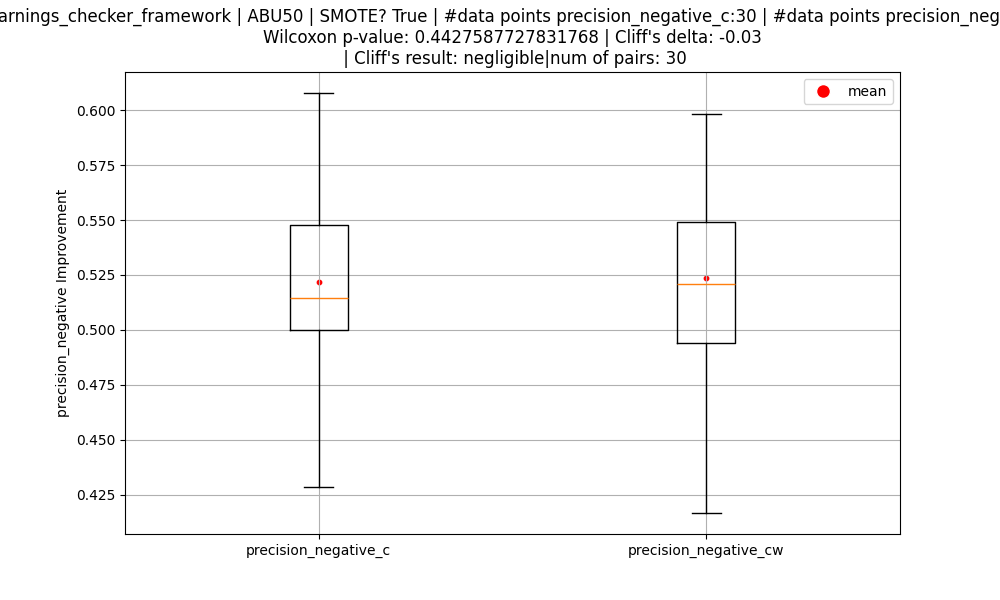 arnings_checker_framework | ABU50 | SMOTE? True | #data points precision_negative_c:30 | #data points precision_neg
Wilcoxon p-value: 0.4427587727831768 | Cliff's delta: -0.03
| Cliff's result: negligible|num of pairs: 30
mean
0.600
0.575
0.550
0.525
0.500
0.475
0.450
0.425
precision_negative Improvement
precision_negative_c
precision_negative_cw